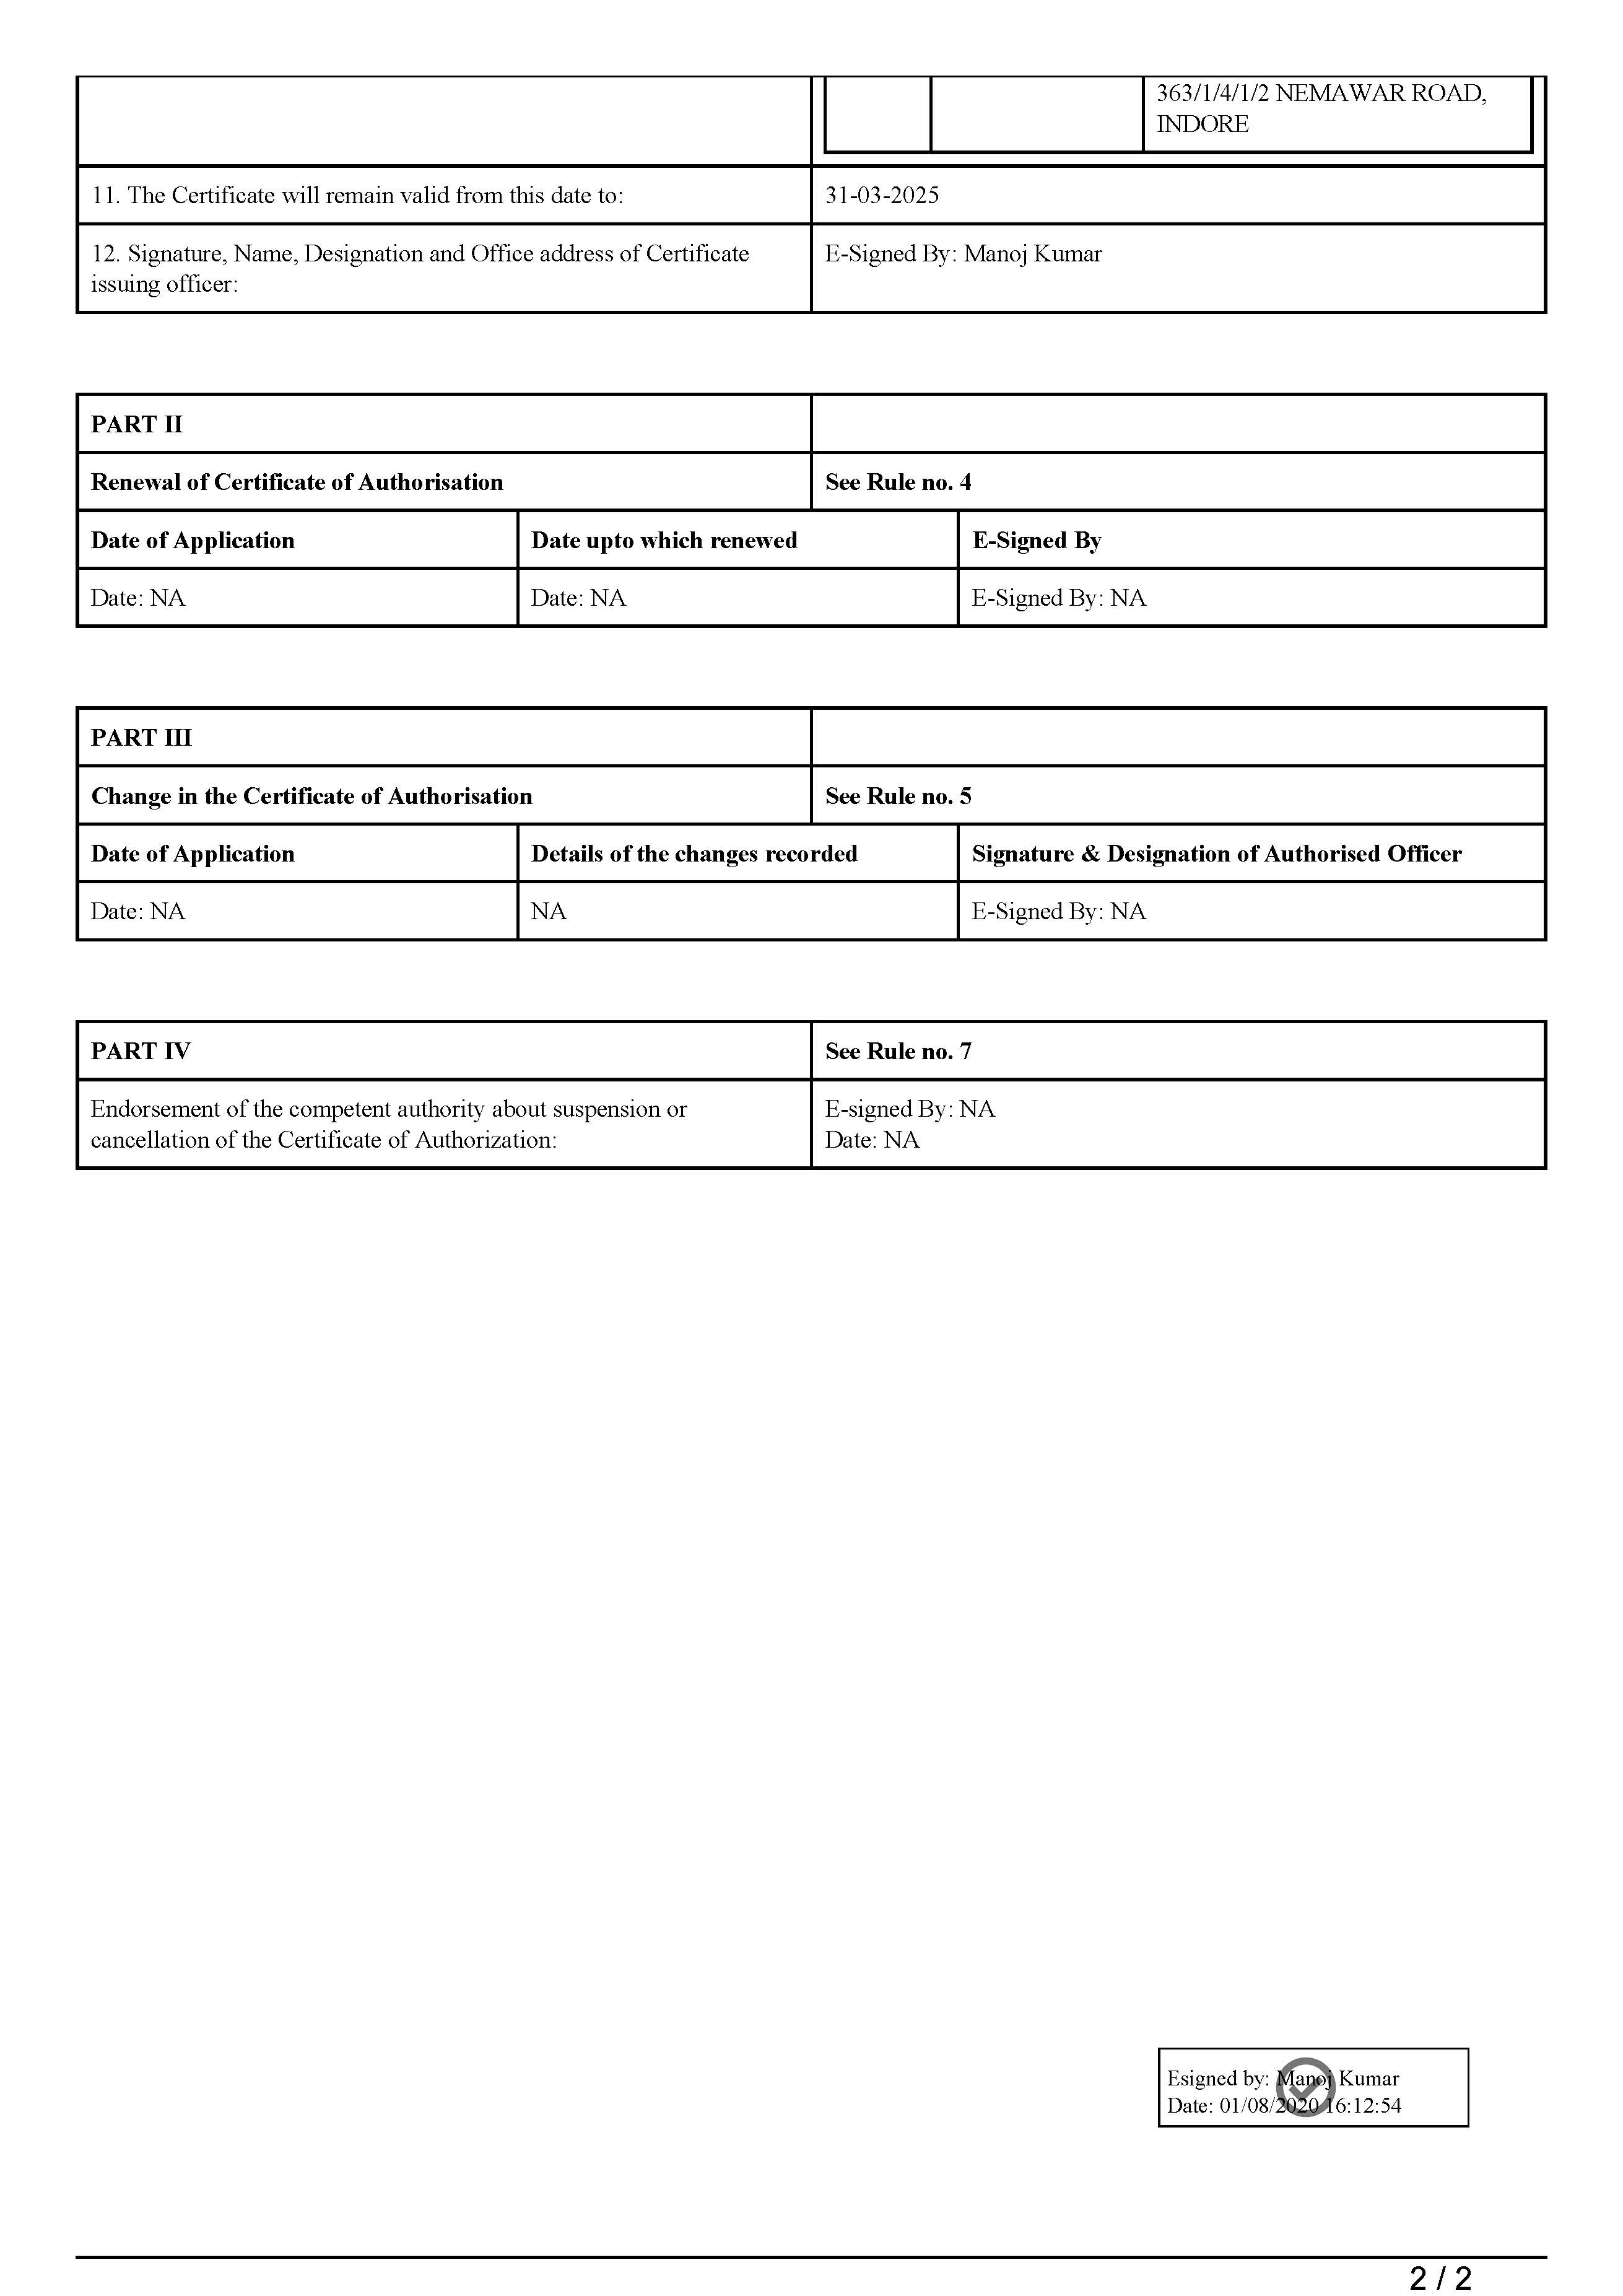 363/1/4/1/2 NEMAWAR ROAD,
INDORE
11. The Certificate will remain valid from this date to:
31-03-2025
12. Signature, Name, Designation and Office address of Certificate
issuing officer:
E-Signed By: Manoj Kumar
PART II
Renewal of Certificate of Authorisation
See Rule no. 4
Date of Application
Date upto which renewed
E-Signed By
Date: NA
Date: NA
E-Signed By: NA
PART III
Change in the Certificate of Authorisation
See Rule no. 5
Date of Application
Details of the changes recorded
Signature & Designation of Authorised Officer
Date: NA
NA
E-Signed By: NA
PART IV
See Rule no. 7
Endorsement of the competent authority about suspension or
cancellation of the Certificate of Authorization:
E-signed By: NA
Date: NA
Esigned by: Manoj Kumar
Date: 01/08/2020 16:12:54
2 / 2